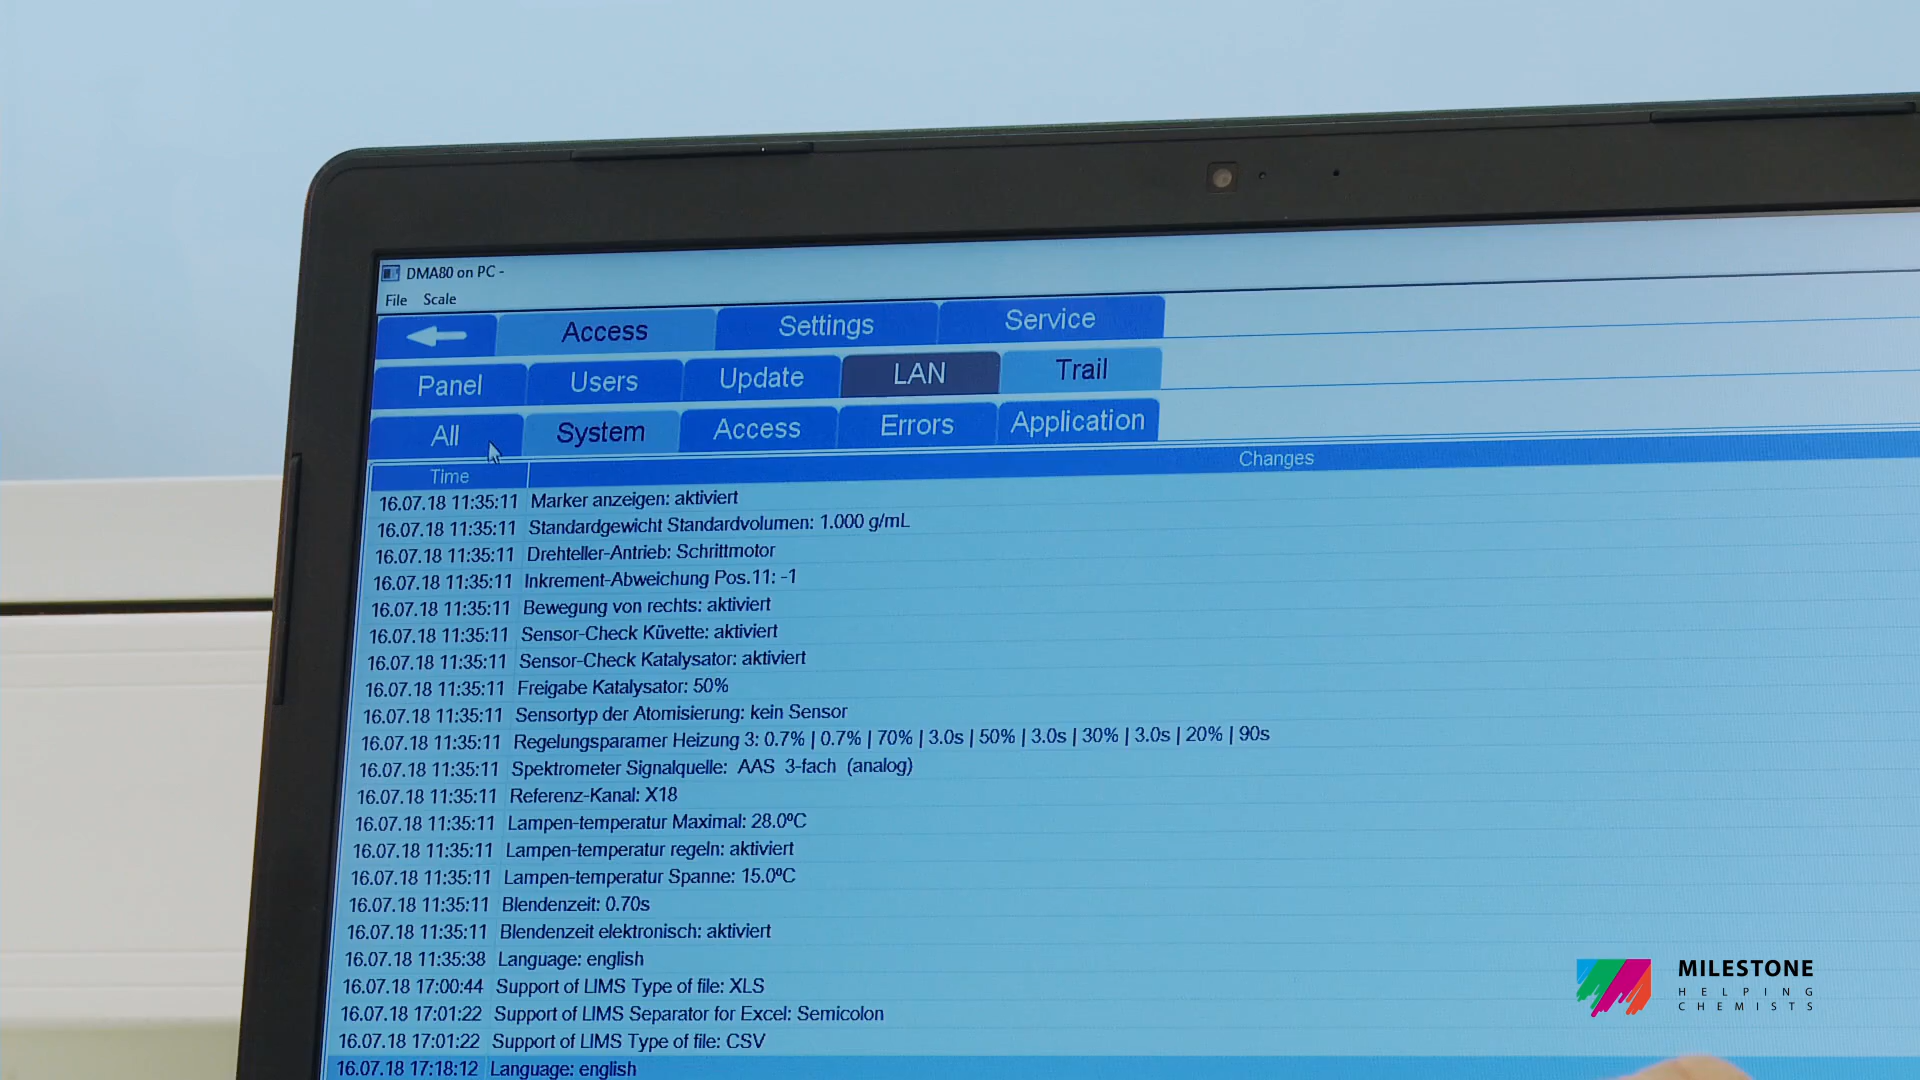 DMA80 on PC -
File Scale
Access Settings Service
Panel Users Update LAN Trail
All System Access Errors Application
Time Changes
16.07.18 11:35:11 Marker anzeigen: aktiviert
16.07.18 11:35:11 Standardgewicht Standardvolumen: 1.000 g/mL
16.07.18 11:35:11 Drehteller-Antrieb: Schrittmotor
16.07.18 11:35:11 Inkrement-Abweichung Pos.11: -1
16.07.18 11:35:11 Bewegung von rechts: aktiviert
16.07.18 11:35:11 Sensor-Check Küvette: aktiviert
16.07.18 11:35:11 Sensor-Check Katalysator: aktiviert
16.07.18 11:35:11 Freigabe Katalysator: 50%
16.07.18 11:35:11 Sensortyp der Atomisierung: kein Sensor
16.07.18 11:35:11 Regelungsparamer Heizung 3: 0.7% | 0.7% | 70% | 3.0s | 50% | 3.0s | 30% | 3.0s | 20% | 90s
16.07.18 11:35:11 Spektrometer Signalquelle: AAS 3-fach (analog)
16.07.18 11:35:11 Referenz-Kanal: X18
16.07.18 11:35:11 Lampen-temperatur Maximal: 28.0ºC
16.07.18 11:35:11 Lampen-temperatur regeln: aktiviert
16.07.18 11:35:11 Lampen-temperatur Spanne: 15.0ºC
16.07.18 11:35:11 Blendenzeit: 0.70s
16.07.18 11:35:11 Blendenzeit elektronisch: aktiviert
16.07.18 11:35:38 Language: english
16.07.18 17:00:44 Support of LIMS Type of file: XLS
16.07.18 17:01:22 Support of LIMS Separator for Excel: Semicolon
16.07.18 17:01:22 Support of LIMS Type of file: CSV
16.07.18 17:18:12 Language: english
MILESTONE
HELPING
CHEMISTS